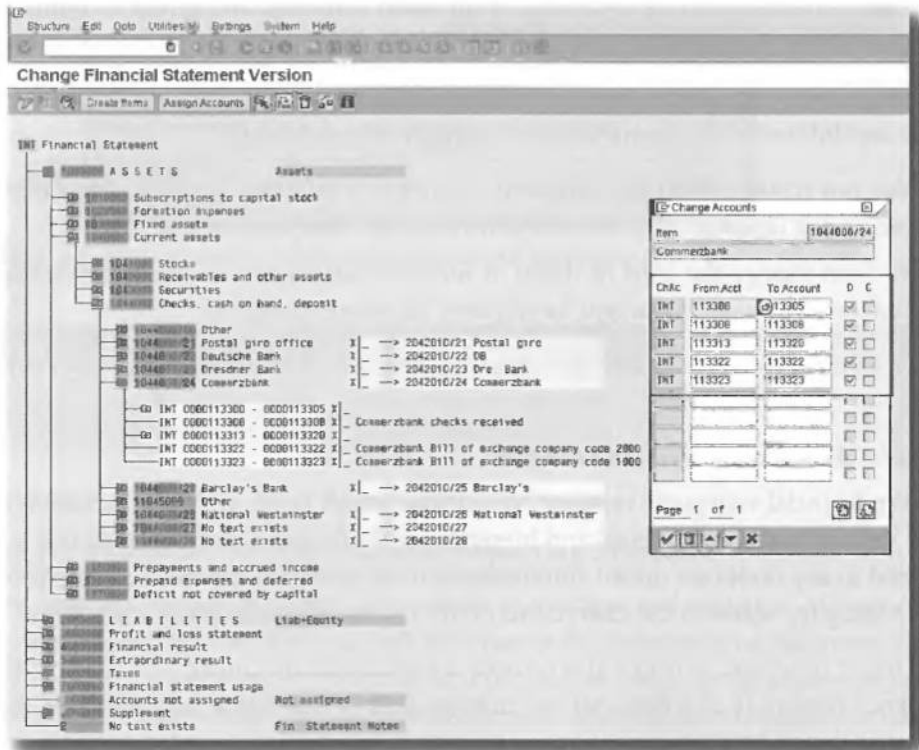 Structure Edit Goto Utilities(M) Settings System Help
Change Financial Statement Version
Create Items Assign Accounts
INT Financial Statement
A S S E T S Assets
Subscriptions to capital stock
Formation expenses
Fixed assets
Current assets
Stocks
Receivables and other assets
Securities
Checks, cash on hand, deposit
Other
Postal giro office X _ --> 2042010/21 Postal giro
Deutsche Bank X _ --> 2042010/22 DB
Dresdner Bank X _ --> 2042010/23 Dre Bank
Commerzbank X _ --> 2042010/24 Commerzbank
INT 0000113300 - 0000113305 X _
INT 0000113308 - 0000113308 X _ Commerzbank checks received
INT 0000113313 - 0000113320 X _
INT 0000113322 - 0000113322 X _ Commerzbank Bill of exchange company code 2000
INT 0000113323 - 0000113323 X _ Commerzbank Bill of exchange company code 1000
Barclay's Bank X _ --> 2042010/25 Barclay's
Other
National Westminster X _ --> 2042010/26 National Westminster
No text exists X _ --> 2042010/27
No text exists X _ --> 2042010/28
Prepayments and accrued income
Prepaid expenses and deferred
Deficit not covered by capital
L I A B I L I T I E S Liab+Equity
Profit and loss statement
Financial result
Extraordinary result
Taxes
Financial statement usage
Accounts not assigned Not assigned
Supplement
No text exists Fin Statement Notes
Change Accounts
Item 1044000/24
Commerzbank
ChAc From Acct To Account D C
INT 113300 113305
INT 113308 113308
INT 113313 113320
INT 113322 113322
INT 113323 113323
Page 1 of 1